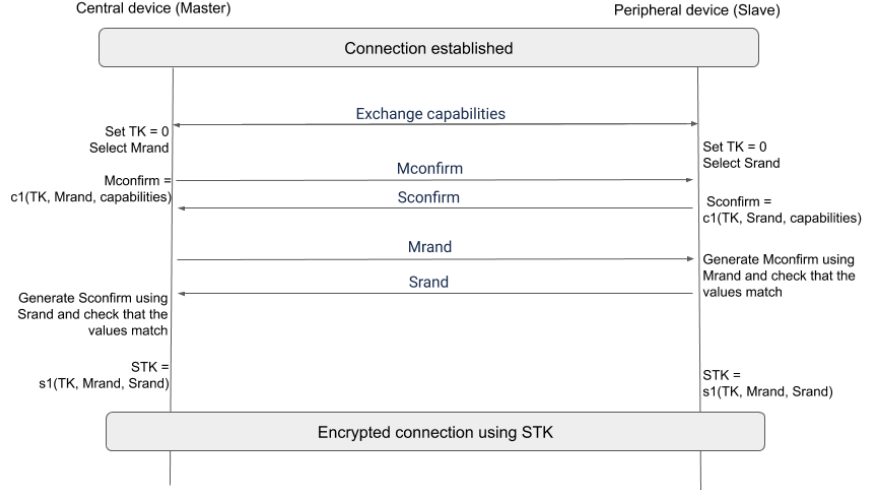 Central device (Master)
Peripheral device (Slave)
Connection established
Exchange capabilities
Set TK = 0
Select Mrand
Set TK = 0
Select Srand
Mconfirm
Mconfirm =
c1(TK, Mrand, capabilities)
Sconfirm
Sconfirm =
c1(TK, Srand, capabilities)
Mrand
Generate Mconfirm using
Mrand and check that the
values match
Srand
Generate Sconfirm using
Srand and check that the
values match
STK =
s1(TK, Mrand, Srand)
STK =
s1(TK, Mrand, Srand)
Encrypted connection using STK